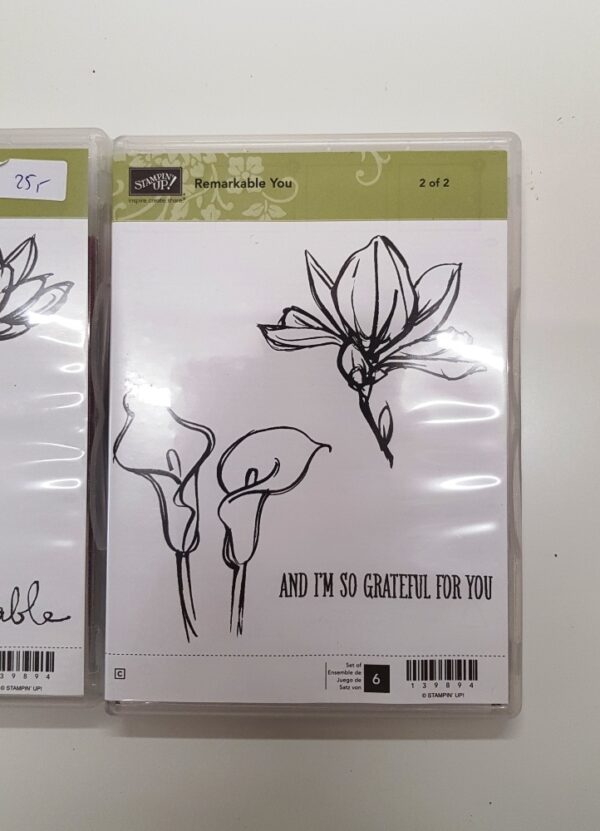 25,-
able
3 9 8 9 4
© STAMPIN' UP!
STAMPIN' UP!
inspire.create.share.
Remarkable You
2 of 2
AND I'M SO GRATEFUL FOR YOU
C
Set of
Ensemble de
Juego de
Satz von
6
1 3 9 8 9 4
© STAMPIN' UP!